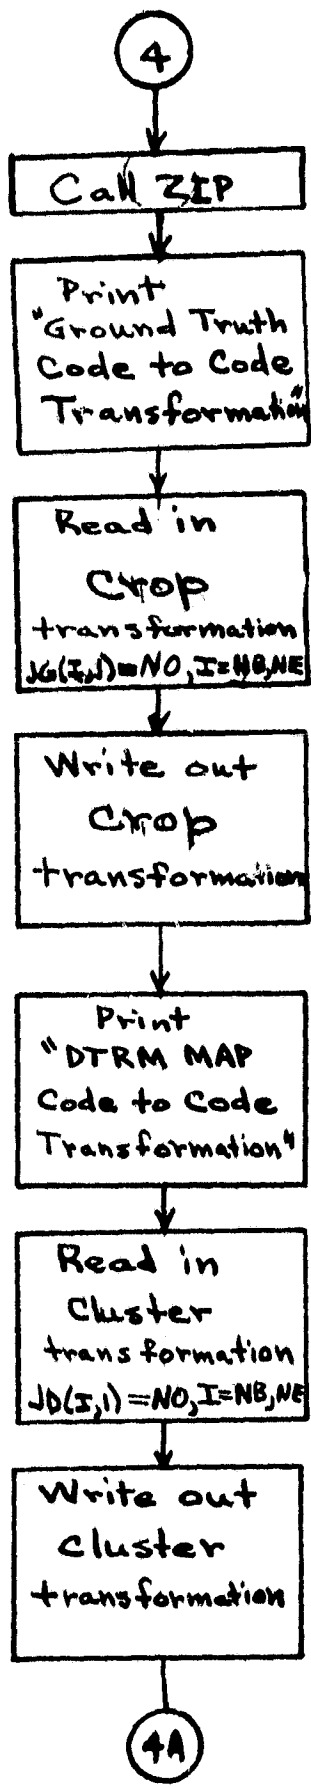 4
Call ZIP
Print
"Ground Truth
Code to Code
Transformation"
Read in
Crop
transformation
JG(I,1)=NO,I=NB,NE
Write out
Crop
transformation
Print
"DTRM MAP
Code to Code
Transformation"
Read in
Cluster
transformation
JD(I,1)=NO,I=NB,NE
Write out
Cluster
transformation
4A